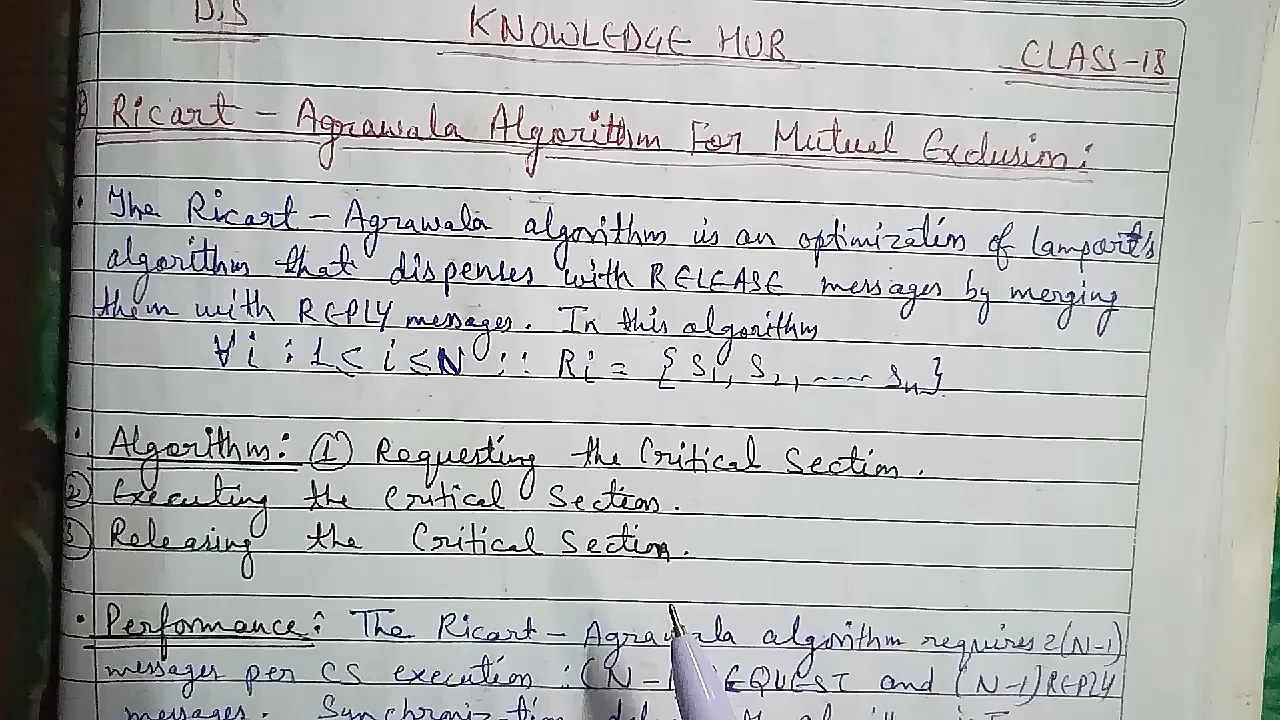 D,S
KNOWLEDGE HUB
CLASS-18
Ricart - Agrawala Algorithm For Mutual Exclusion:
The Ricart - Agrawala algorithm is an optimization of lamport's
algorithm that dispenses with RELEASE messages by merging
them with REPLY messages. In this algorithm
∀i : 1 ≤ i ≤ N :: Ri = {S1, S2, ---- Sn}
Algorithm: ① Requesting the Critical Section.
② Executing the Critical Section.
③ Releasing the Critical Section.
Performance: The Ricart - Agrawala algorithm requires 2(N-1)
messages per CS execution : (N-1) REQUEST and (N-1) REPLY
messages.